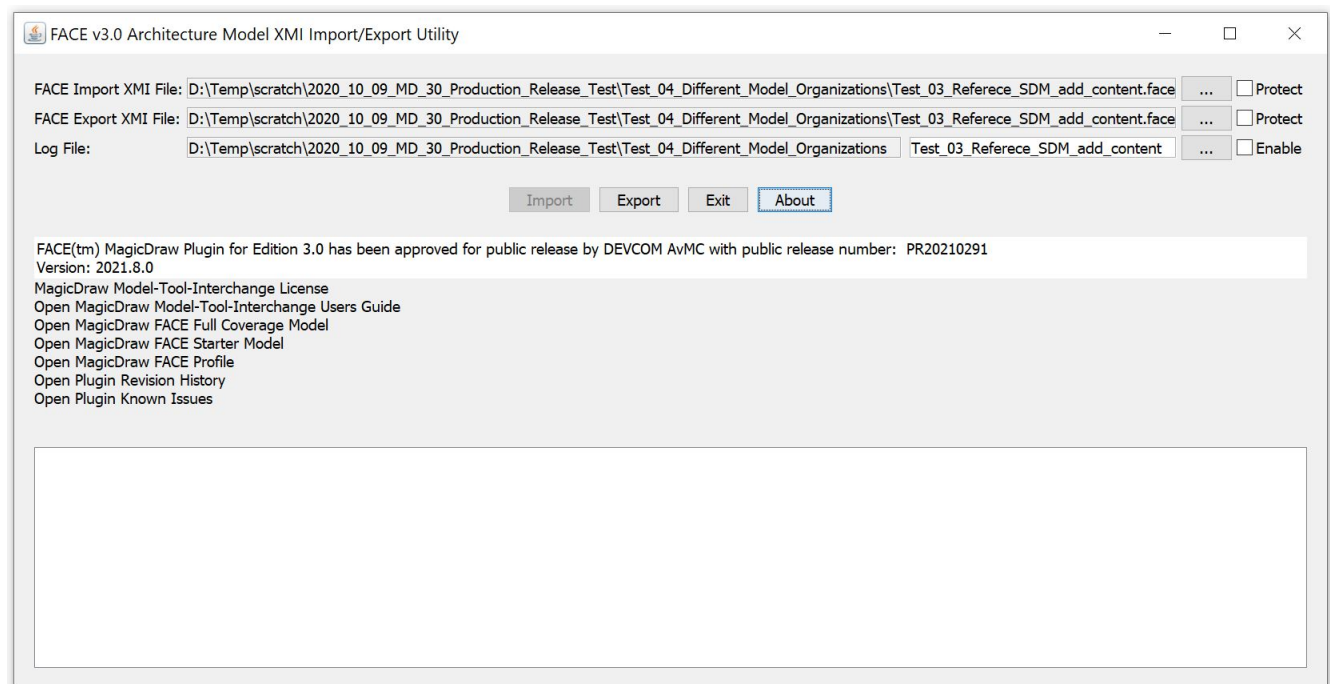 FACE v3.0 Architecture Model XMI Import/Export Utility
FACE Import XMI File: D:\Temp\scratch\2020_10_09_MD_30_Production_Release_Test\Test_04_Different_Model_Organizations\Test_03_Referece_SDM_add_content.face ... Protect
FACE Export XMI File: D:\Temp\scratch\2020_10_09_MD_30_Production_Release_Test\Test_04_Different_Model_Organizations\Test_03_Referece_SDM_add_content.face ... Protect
Log File: D:\Temp\scratch\2020_10_09_MD_30_Production_Release_Test\Test_04_Different_Model_Organizations Test_03_Referece_SDM_add_content ... Enable
Import Export Exit About
FACE(tm) MagicDraw Plugin for Edition 3.0 has been approved for public release by DEVCOM AvMC with public release number: PR20210291
Version: 2021.8.0
MagicDraw Model-Tool-Interchange License
Open MagicDraw Model-Tool-Interchange Users Guide
Open MagicDraw FACE Full Coverage Model
Open MagicDraw FACE Starter Model
Open MagicDraw FACE Profile
Open Plugin Revision History
Open Plugin Known Issues